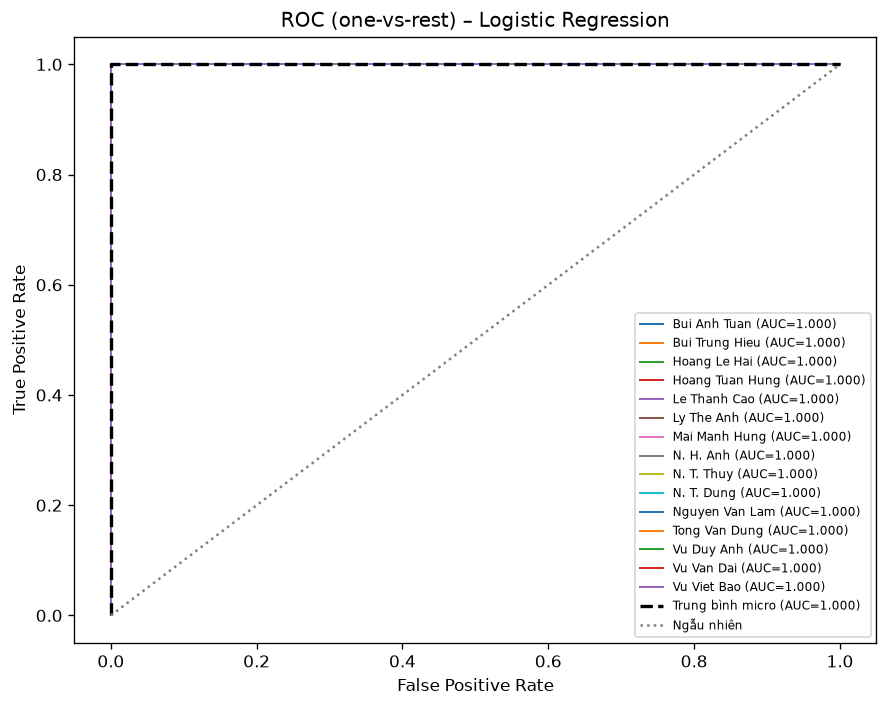 ROC (one-vs-rest) – Logistic Regression
True Positive Rate
1.0
0.8
0.6
0.4
0.2
0.0
0.0 0.2 0.4 0.6 0.8 1.0
False Positive Rate
Bui Anh Tuan (AUC=1.000)
Bui Trung Hieu (AUC=1.000)
Hoang Le Hai (AUC=1.000)
Hoang Tuan Hung (AUC=1.000)
Le Thanh Cao (AUC=1.000)
Ly The Anh (AUC=1.000)
Mai Manh Hung (AUC=1.000)
N. H. Anh (AUC=1.000)
N. T. Thuy (AUC=1.000)
N. T. Dung (AUC=1.000)
Nguyen Van Lam (AUC=1.000)
Tong Van Dung (AUC=1.000)
Vu Duy Anh (AUC=1.000)
Vu Van Dai (AUC=1.000)
Vu Viet Bao (AUC=1.000)
Trung bình micro (AUC=1.000)
Ngẫu nhiên